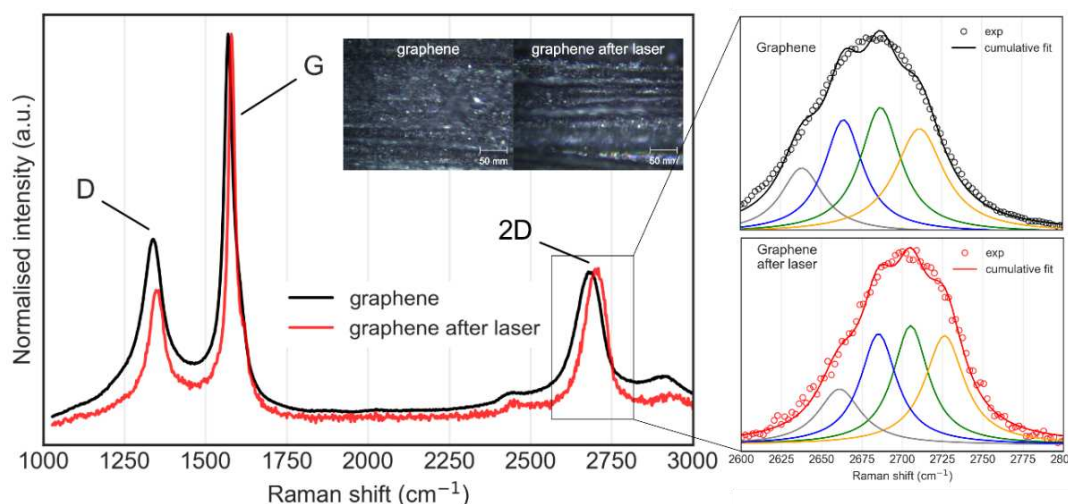 graphene
graphene after laser
50 mm
50 mm
G
D
2D
graphene
graphene after laser
Normalised intensity (a.u.)
1000 1250 1500 1750 2000 2250 2500 2750 3000
Raman shift (cm⁻¹)
Graphene
exp
cumulative fit
Graphene
after laser
exp
cumulative fit
2600 2625 2650 2675 2700 2725 2750 2775 280
Raman shift (cm⁻¹)